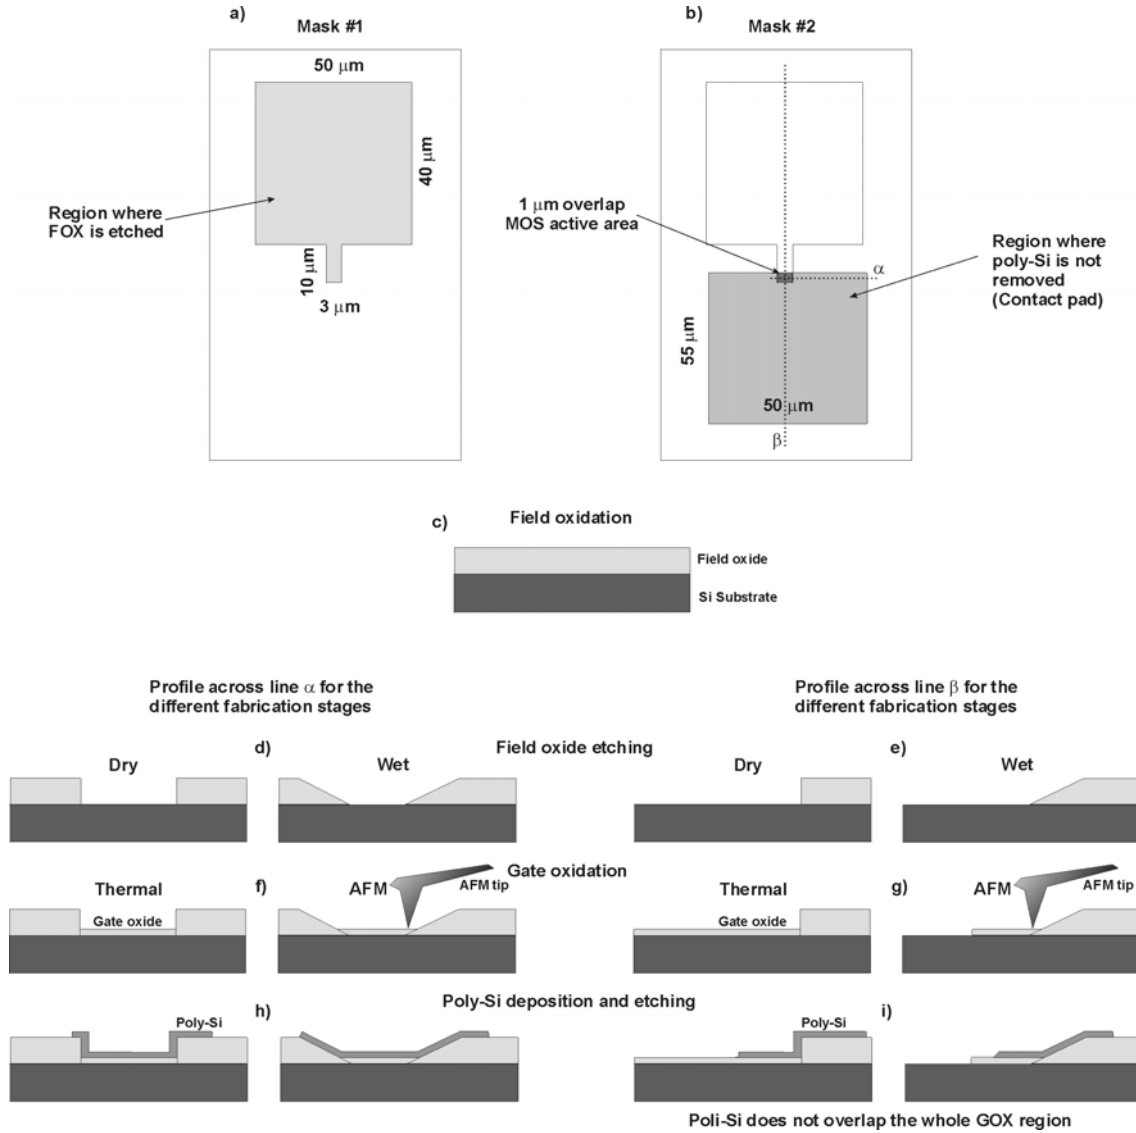 a)
Mask #1
50 μm
40 μm
Region where
FOX is etched
10 μm
3 μm
b)
Mask #2
1 μm overlap
MOS active area
α
Region where
poly-Si is not
removed
(Contact pad)
55 μm
50 μm
β
c)
Field oxidation
Field oxide
Si Substrate
Profile across line α for the
different fabrication stages
Profile across line β for the
different fabrication stages
d)
Field oxide etching
e)
Dry
Wet
Dry
Wet
Gate oxidation
Thermal
f)
AFM
AFM tip
Thermal
g)
AFM
AFM tip
Gate oxide
Gate oxide
Poly-Si deposition and etching
Poly-Si
h)
Poly-Si
i)
Poli-Si does not overlap the whole GOX region